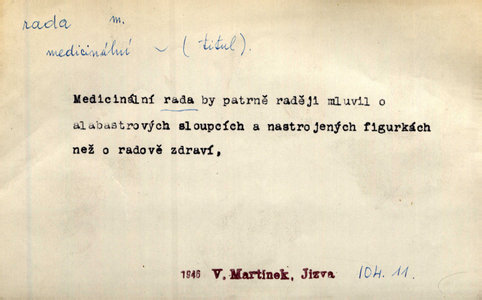 rada m.
medicinální ~ (titul).
Medicinální rada by patrně raději mluvil o
alabastrových sloupcích a nastrojených figurkách
než o radově zdraví,
1946 V. Martínek, Jizva 104.11.